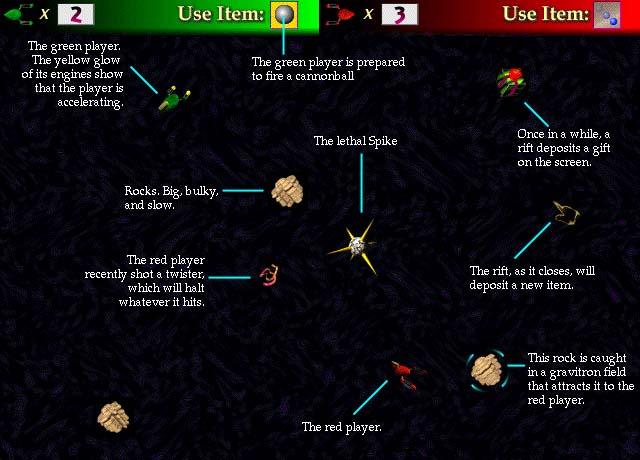 X 2 Use Item:
X 3 Use Item:
The green player.
The yellow glow
of its engines show
that the player is
accelerating.
The green player is prepared
to fire a cannonball
Once in a while, a
rift deposits a gift
on the screen.
The lethal Spike
Rocks. Big, bulky,
and slow.
The red player
recently shot a twister,
which will halt
whatever it hits.
The rift, as it closes, will
deposit a new item.
This rock is caught
in a gravitron field
that attracts it to the
red player.
The red player.